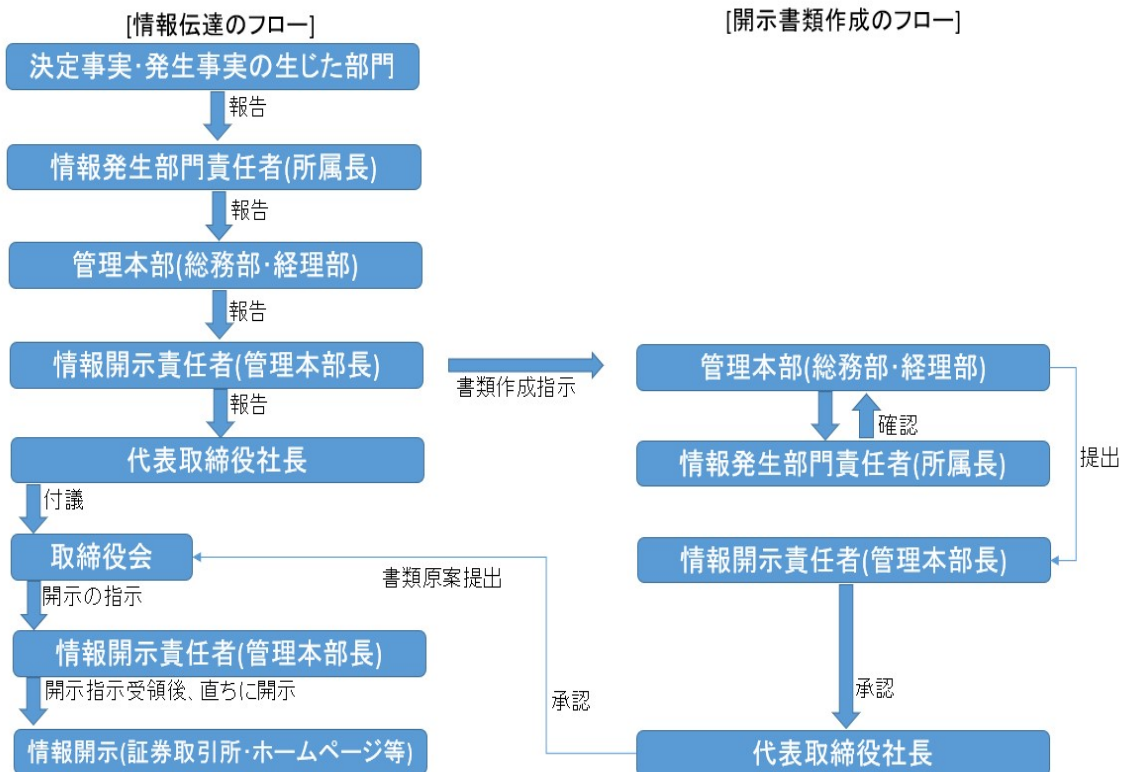 [情報伝達のフロー]
決定事実・発生事実の生じた部門
報告
情報発生部門責任者(所属長)
報告
管理本部(総務部・経理部)
報告
情報開示責任者(管理本部長)
報告
代表取締役社長
付議
取締役会
開示の指示
情報開示責任者(管理本部長)
開示指示受領後、直ちに開示
情報開示(証券取引所・ホームページ等)
書類作成指示
[開示書類作成のフロー]
管理本部(総務部・経理部)
確認
情報発生部門責任者(所属長)
提出
情報開示責任者(管理本部長)
承認
代表取締役社長
承認
書類原案提出